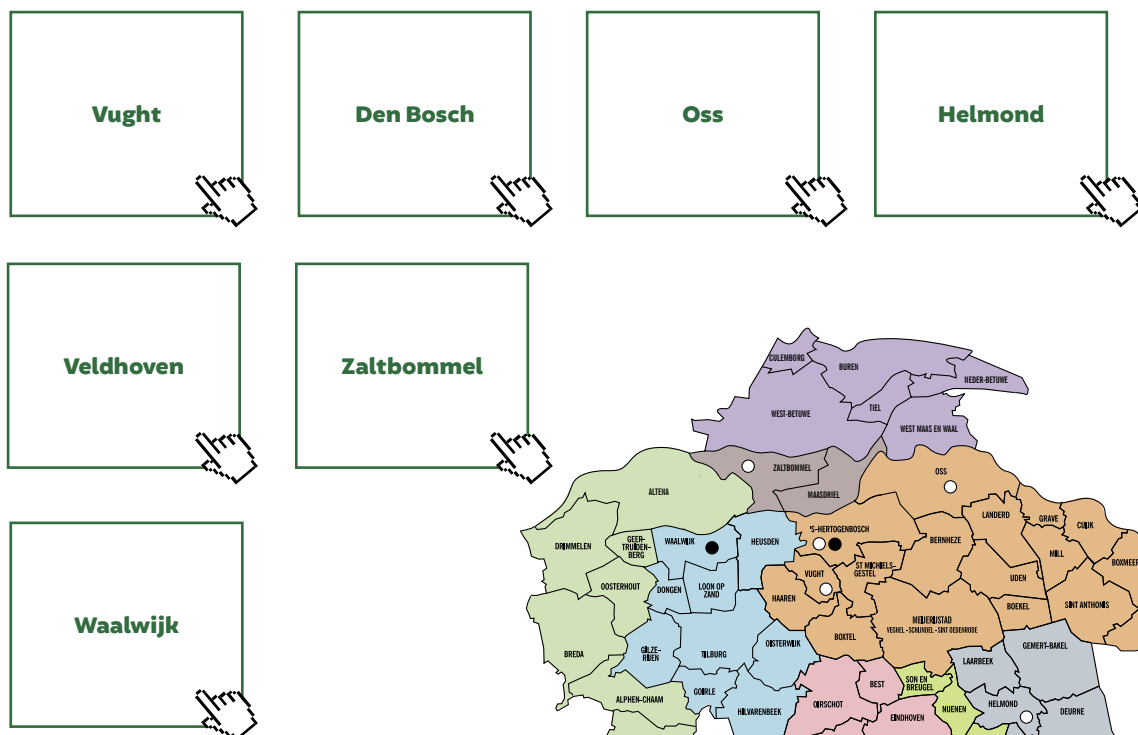 Vught
Den Bosch
Oss
Helmond
Veldhoven
Zaltbommel
Waalwijk
CULEMBORG
BUREN
NEDER-BETUWE
TIEL
WEST-BETUWE
WEST MAAS EN WAAL
ZALTBOMMEL
MAASDRIEL
OSS
ALTENA
'S-HERTOGENBOSCH
LANDERD
GRAVE
CUIJK
DRIMMELEN
GEER-
TRUIDEN-
BERG
WAALWIJK
HEUSDEN
BERNHEZE
MILL
BOXMEER
ST MICHIELS-
GESTEL
VUGHT
UDEN
OOSTERHOUT
DONGEN
LOON OP
ZAND
HAAREN
BOEKEL
SINT ANTHONIS
MEIJERIJSTAD
VEGHEL - SCHIJNDEL - SINT OEDENRODE
BOXTEL
GEMERT-BAKEL
BREDA
GILZE-
RIJEN
TILBURG
OISTERWIJK
LAARBEEK
SON EN
BREUGEL
BEST
ALPHEN-CHAAM
GOIRLE
HILVARENBEEK
OIRSCHOT
EINDHOVEN
NUENEN
HELMOND
DEURNE